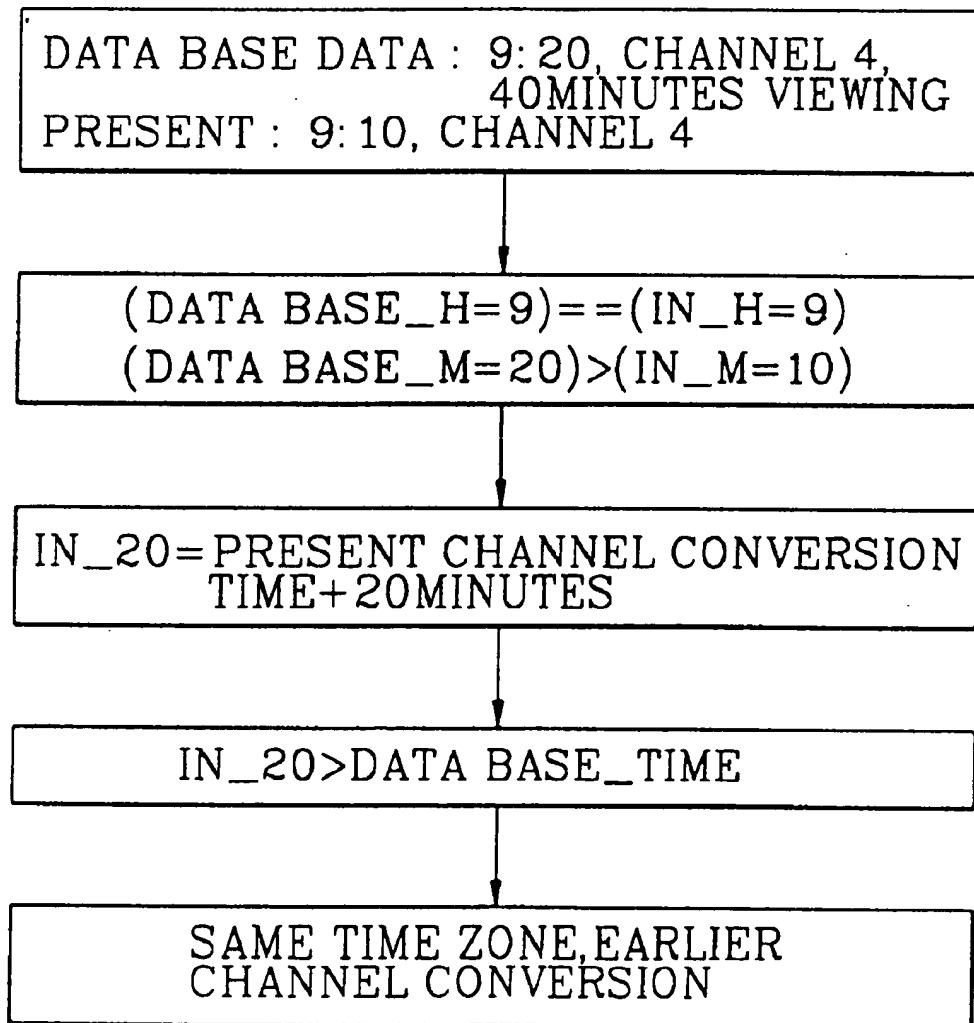 DATA BASE DATA : 9:20, CHANNEL 4,
40MINUTES VIEWING
PRESENT : 9:10, CHANNEL 4
(DATA BASE_H=9)==(IN_H=9)
(DATA BASE_M=20)>(IN_M=10)
IN_20=PRESENT CHANNEL CONVERSION
TIME+20MINUTES
IN_20>DATA BASE_TIME
SAME TIME ZONE,EARLIER
CHANNEL CONVERSION